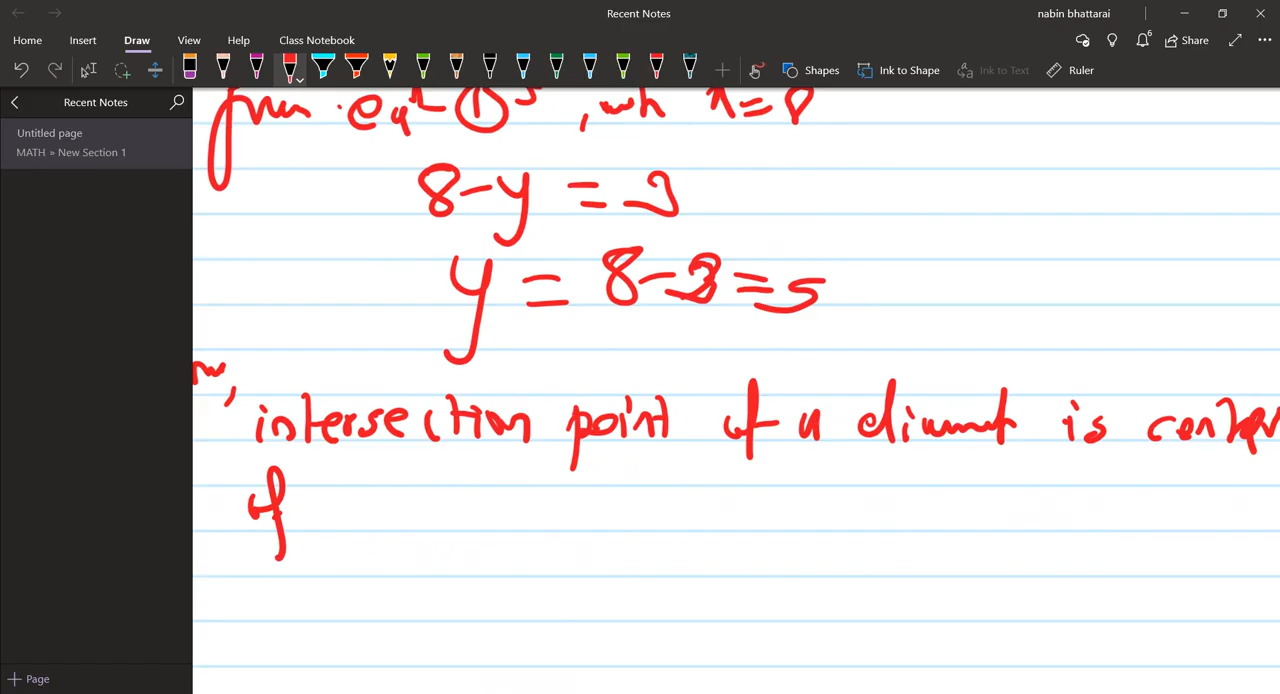 Recent Notes
nabin bhattarai
Home Insert Draw View Help Class Notebook
6 Share
Shapes Ink to Shape Ink to Text Ruler
Recent Notes
Untitled page
MATH » New Section 1
from eqn - ① , when x = 8
8 - y = 3
y = 8 - 3 = 5
intersection point of a is center
of
Page